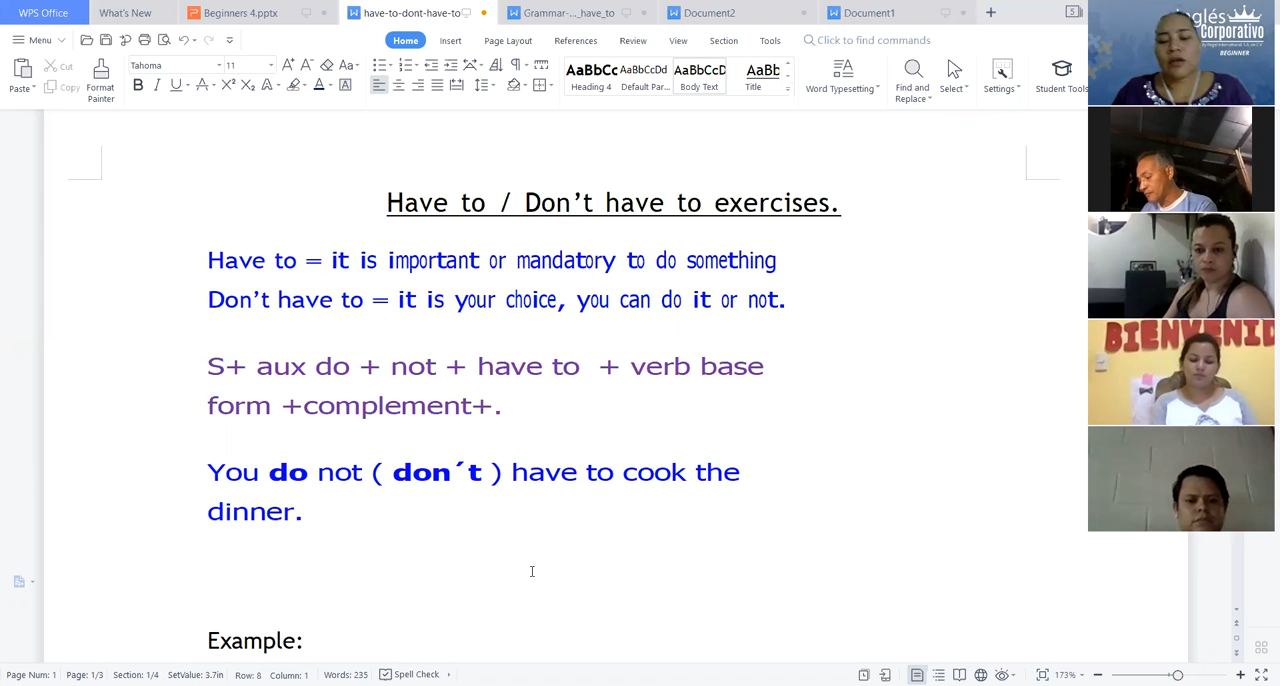 WPS Office What's New Beginners 4.pptx have-to-dont-have-to Grammar-..._have_to Document2 Document1
Menu Home Insert Page Layout References Review View Section Tools Click to find commands
inglés
Corporativo
BEGINNER
Paste Cut Copy Format Painter Tahoma 11 AaBbCc Heading 4 AaBbCcDd Default Par... AaBbCcD Body Text AaBb Title Word Typesetting Find and Replace Select Settings Student Tools
Have to / Don't have to exercises.
Have to = it is important or mandatory to do something
Don't have to = it is your choice, you can do it or not.
S+ aux do + not + have to + verb base
form +complement+.
You do not ( don´t ) have to cook the
dinner.
Example:
BIENVENID
Page Num: 1 Page: 1/3 Section: 1/4 SetValue: 3.7in Row: 8 Column: 1 Words: 235 Spell Check 173%